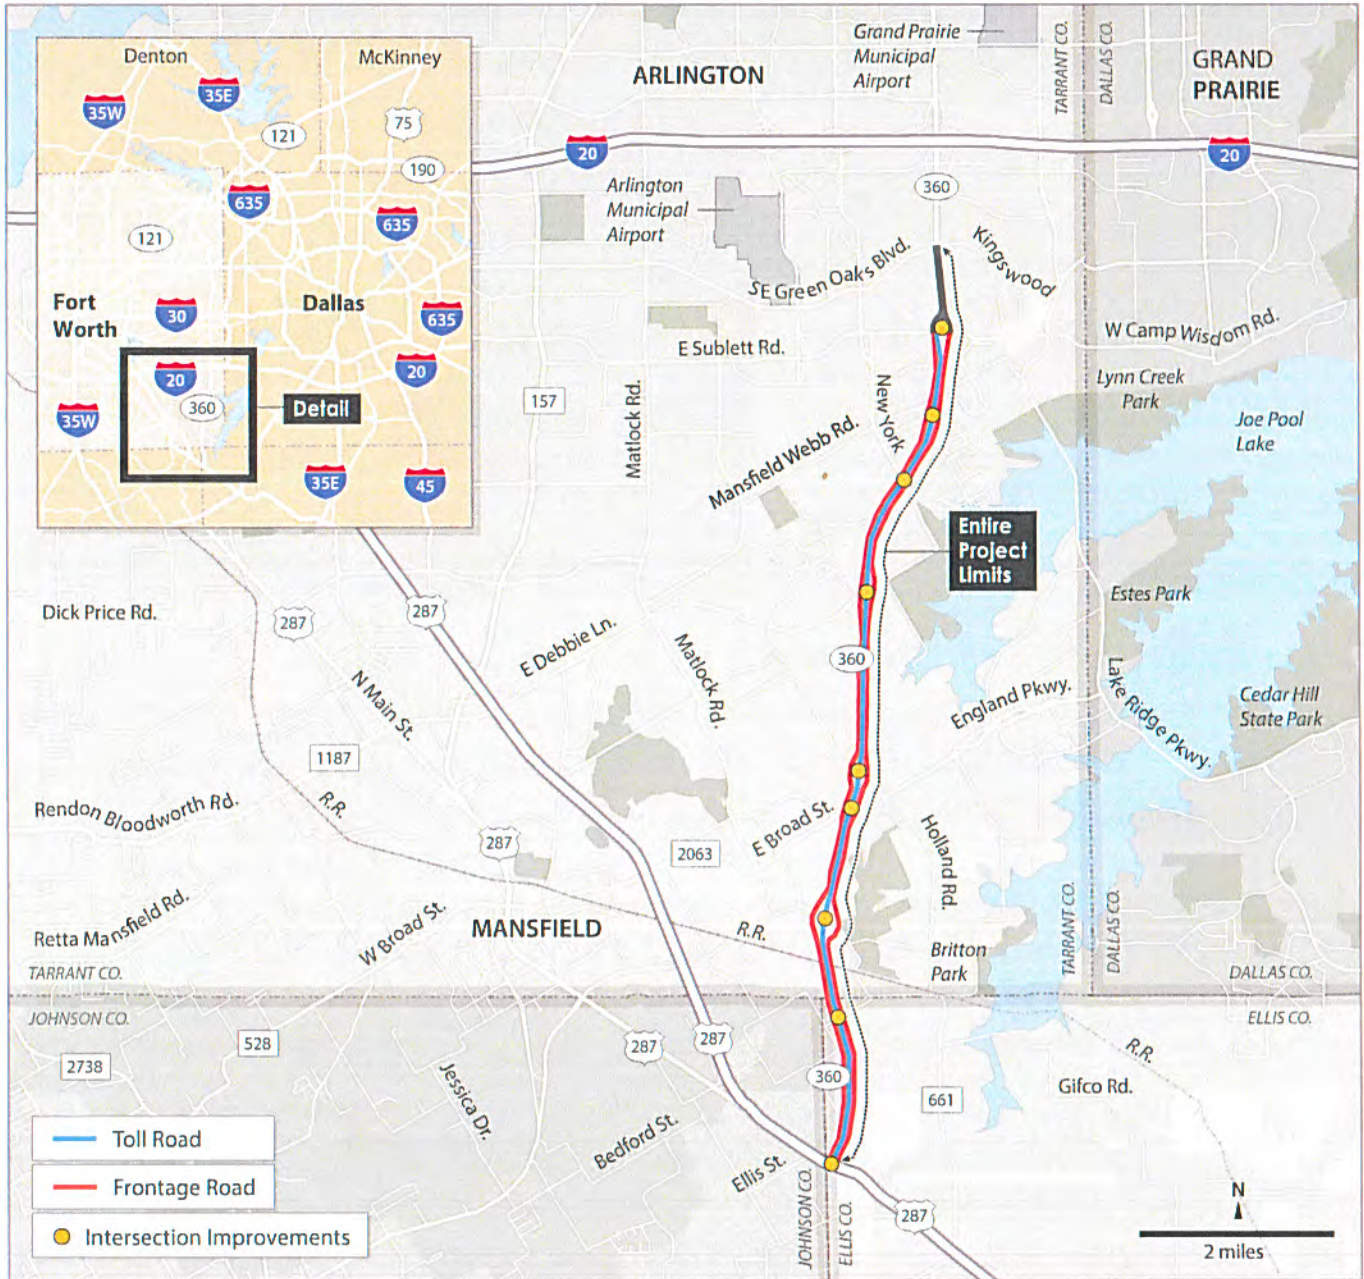 Denton
McKinney
35W
35E
121
75
190
635
635
121
Fort
Worth
30
Dallas
635
20
20
360
35W
Detail
35E
45
ARLINGTON
Grand Prairie
Municipal
Airport
TARRANT CO.
DALLAS CO.
GRAND
PRAIRIE
20
20
360
Arlington
Municipal
Airport
SE Green Oaks Blvd.
Kingswood
W Camp Wisdom Rd.
E Sublett Rd.
Lynn Creek
Park
Joe Pool
Lake
157
Matlock Rd.
New York
Mansfield Webb Rd.
Entire
Project
Limits
Estes Park
Dick Price Rd.
287
287
E Debbie Ln.
Matlock Rd.
360
England Pkwy.
Lake Ridge Pkwy.
Cedar Hill
State Park
N Main St.
1187
R.R.
Rendon Bloodworth Rd.
287
2063
E Broad St.
Holland Rd.
Retta Mansfield Rd.
W Broad St.
MANSFIELD
R.R.
Britton
Park
TARRANT CO.
DALLAS CO.
TARRANT CO.
DALLAS CO.
JOHNSON CO.
ELLIS CO.
528
2738
287
287
Jessica Dr.
360
661
Gifco Rd.
R.R.
Bedford St.
Ellis St.
JOHNSON CO.
ELLIS CO.
287
Toll Road
Frontage Road
Intersection Improvements
N
2 miles